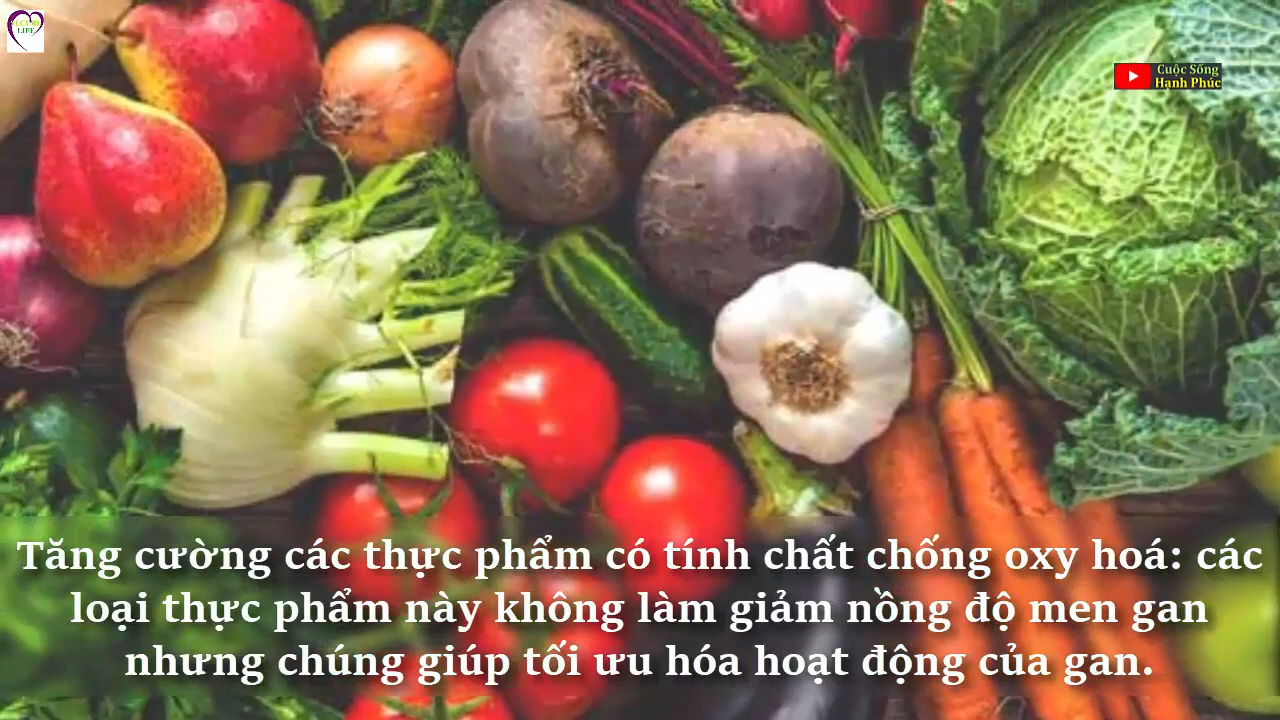 LIFE
Cuộc Sống
Hạnh Phúc
Tăng cường các thực phẩm có tính chất chống oxy hoá: các
loại thực phẩm này không làm giảm nồng độ men gan
nhưng chúng giúp tối ưu hóa hoạt động của gan.